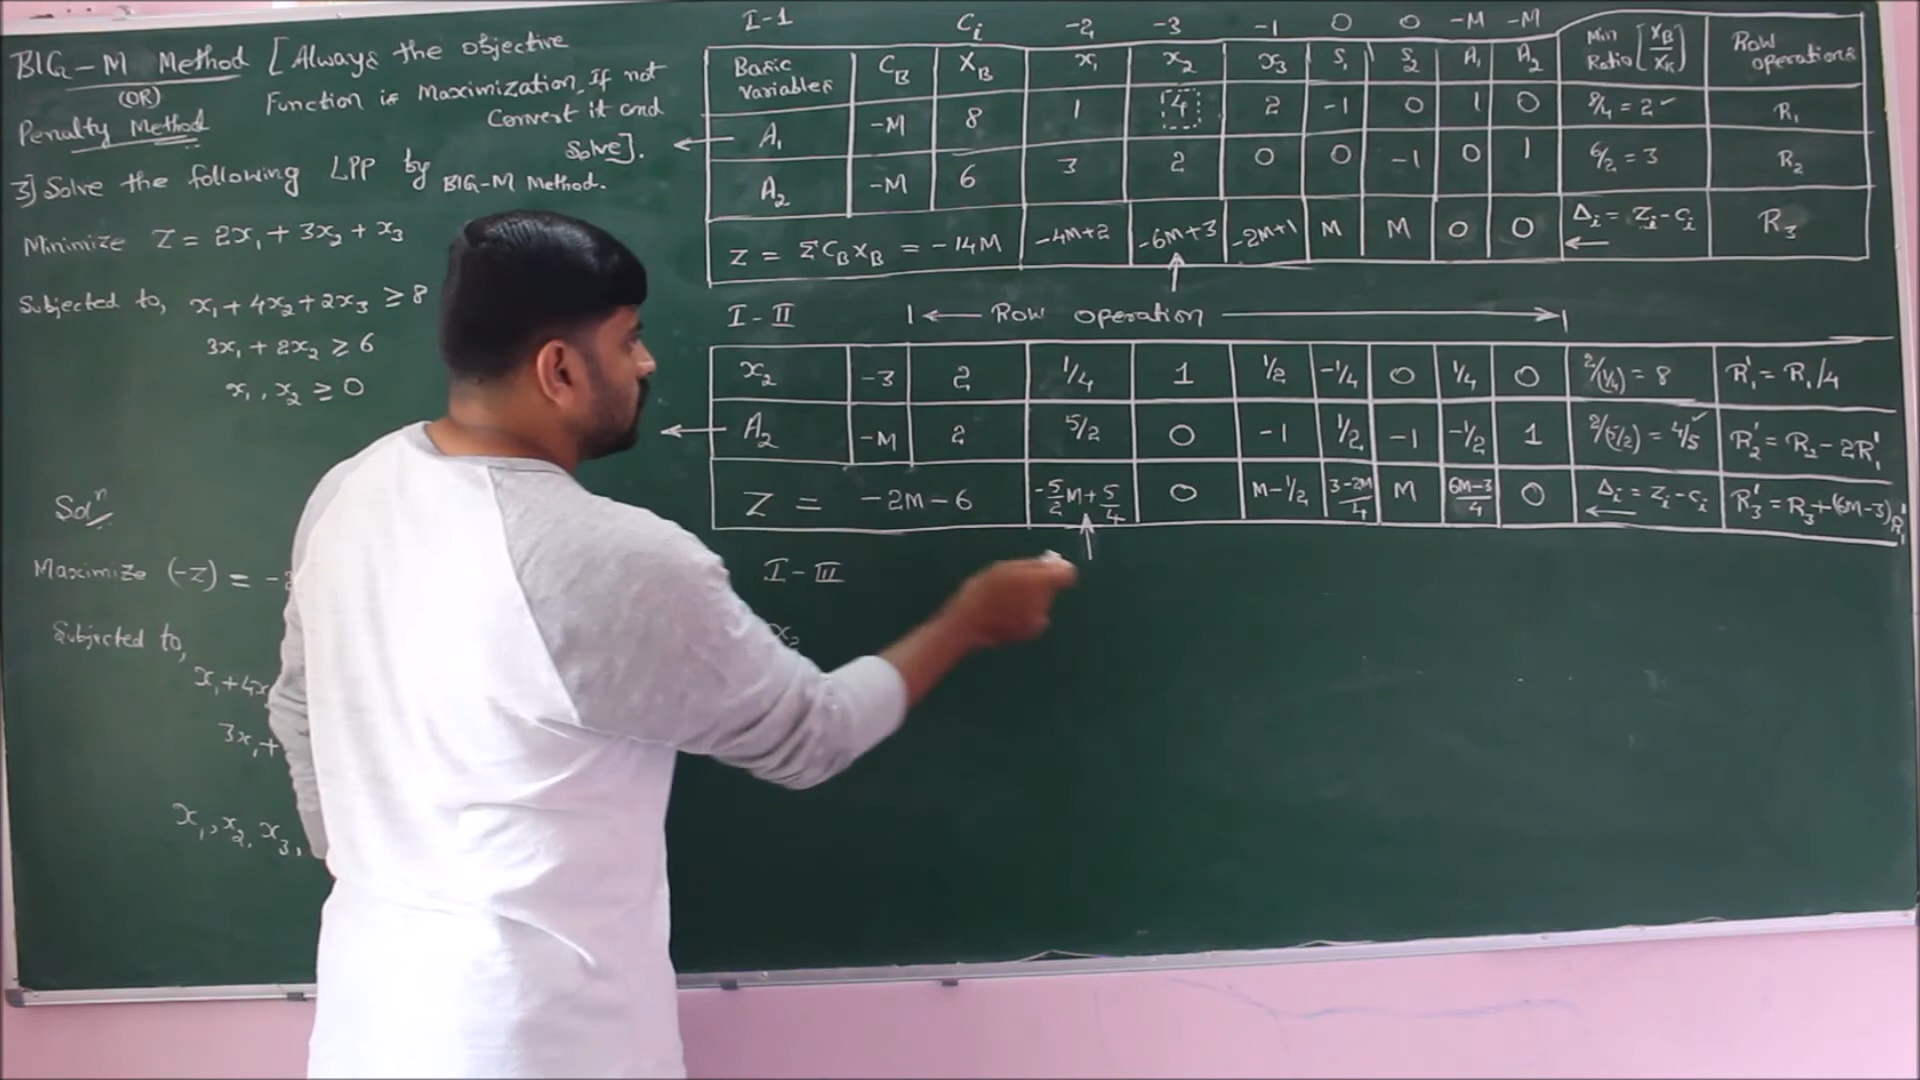 BIG-M Method [Always the objective
(OR) Function is Maximization. If not
Penalty Method Convert it and
Solve].
3] Solve the following LPP by BIG-M Method.
Minimize Z = 2x₁ + 3x₂ + x₃
Subjected to, x₁ + 4x₂ + 2x₃ ≥ 8
3x₁ + 2x₂ ≥ 6
x₁, x₂ ≥ 0
Solⁿ
Maximize (-Z) = -2
Subjected to,
x₁ + 4x
3x₁ +
x₁, x₂, x₃,
I-1 Cᵢ -2 -3 -1 0 0 -M -M
Basic Variables C_B X_B x₁ x₂ x₃ S₁ S₂ A₁ A₂ Min Ratio [X_B/X_K] Row operations
A₁ -M 8 1 4 2 -1 0 1 0 8/4 = 2 ✓ R₁
A₂ -M 6 3 2 0 0 -1 0 1 6/2 = 3 R₂
Z = ΣC_B X_B = -14M -4M+2 -6M+3 -2M+1 M M 0 0 Δᵢ = Zᵢ - Cᵢ R₃
I-II Row operation
x₂ -3 2 1/4 1 1/2 -1/4 0 1/4 0 2/(1/4) = 8 R₁' = R₁/4
A₂ -M 2 5/2 0 -1 1/2 -1 -1/2 1 2/(5/2) = 4/5 ✓ R₂' = R₂ - 2R₁'
Z = -2M-6 -5/2M+5/4 0 M-1/2 3-2M/4 M 6M-3/4 0 Δᵢ = Zᵢ - Cᵢ R₃' = R₃+(6M-3)R₁'
I-III
x₂